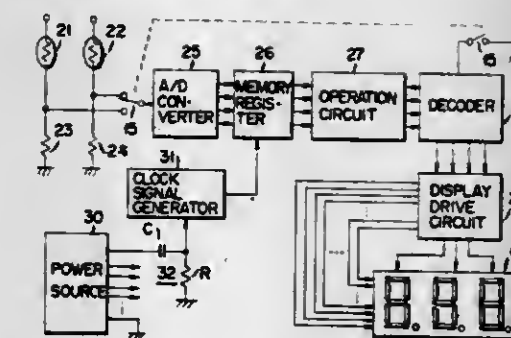 21
22
25
26
27
15
A/D
CON-
VERTER
MEMORY
REGIS-
TER
OPERATION
CIRCUIT
DECODER
15
23
24
31
CLOCK
SIGNAL
GENERATOR
DISPLAY
DRIVE
CIRCUIT
30
C1
POWER
SOURCE
32
R